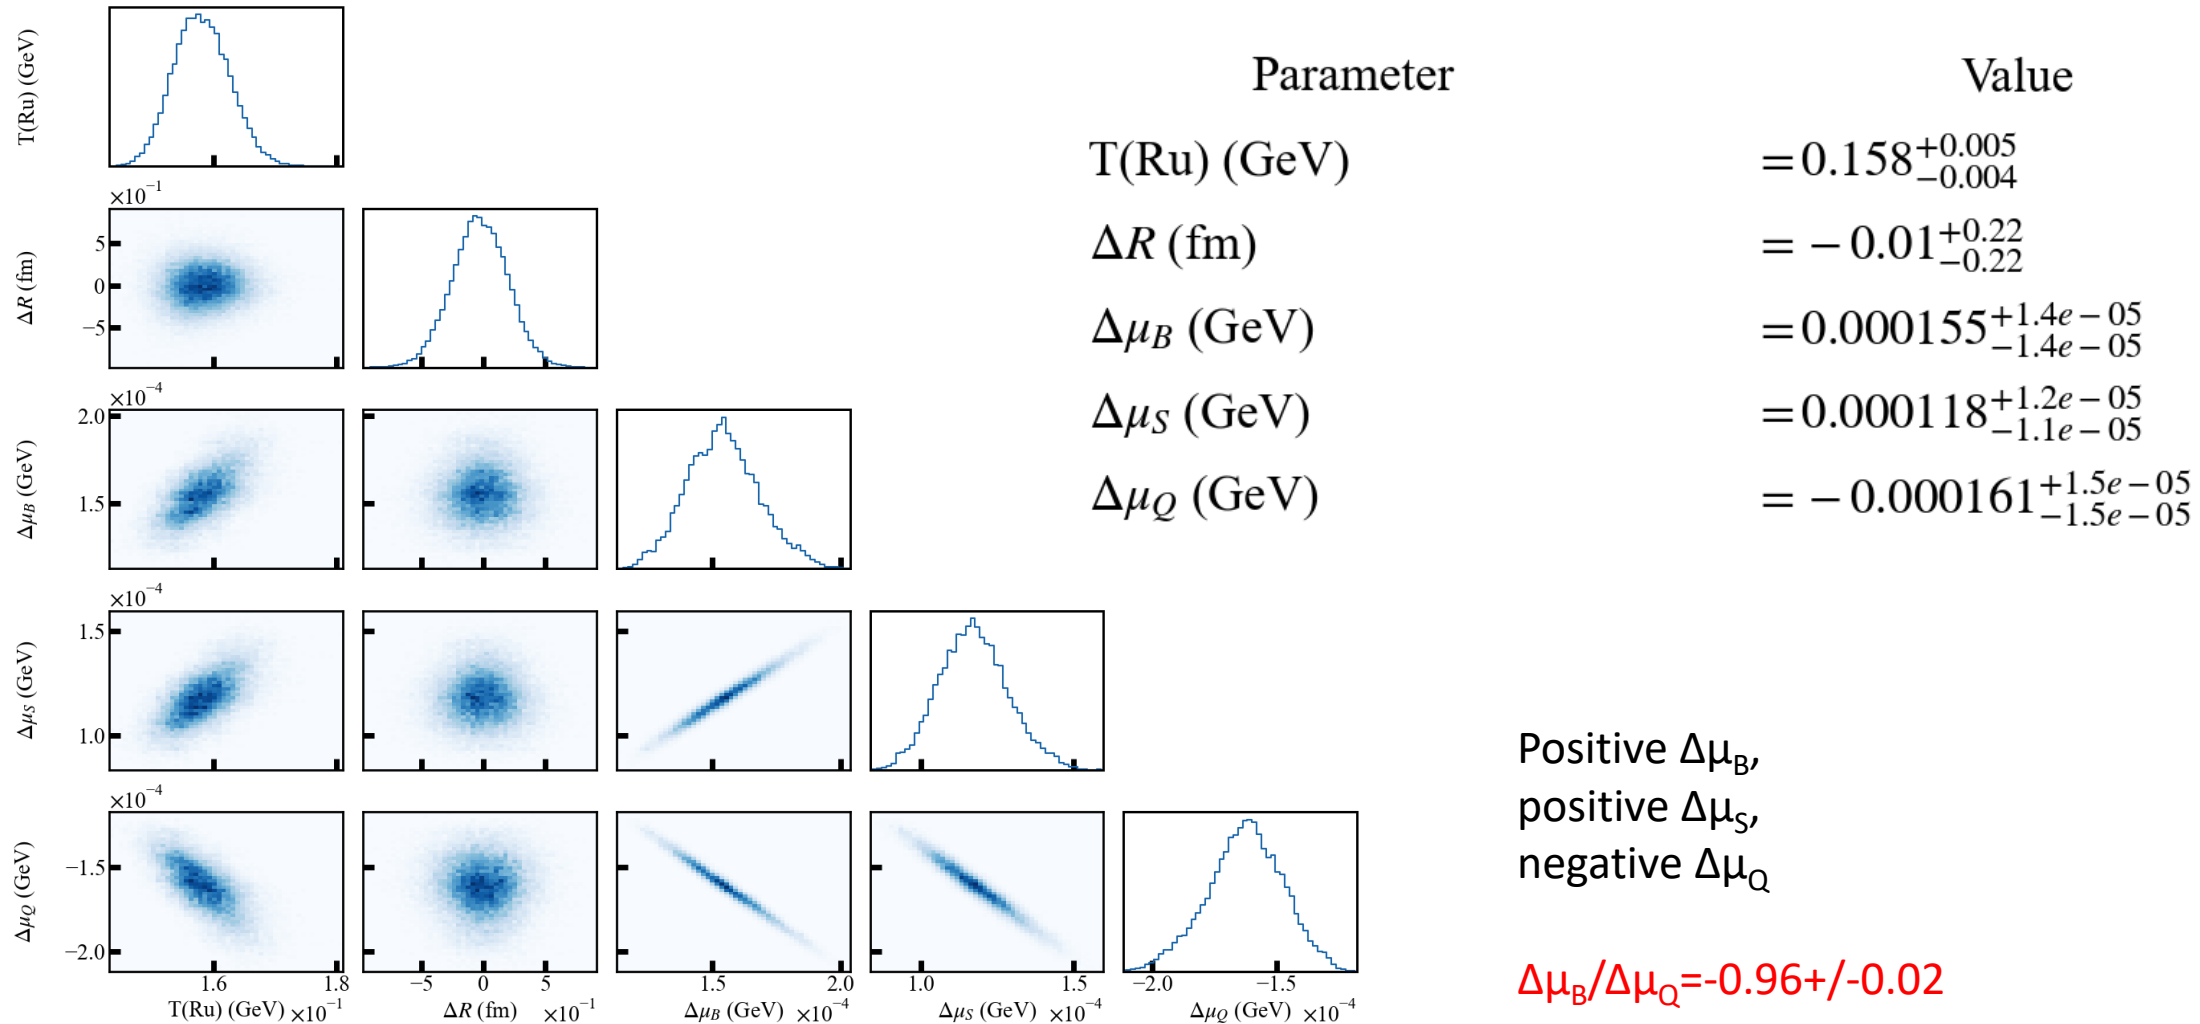 T(Ru) (GeV)
×10⁻¹
ΔR (fm)
5
0
−5
×10⁻⁴
Δμ_B (GeV)
2.0
1.5
×10⁻⁴
Δμ_S (GeV)
1.5
1.0
×10⁻⁴
Δμ_Q (GeV)
−1.5
−2.0
1.6 1.8
T(Ru) (GeV) ×10⁻¹
−5 0 5
ΔR (fm) ×10⁻¹
1.5 2.0
Δμ_B (GeV) ×10⁻⁴
1.0 1.5
Δμ_S (GeV) ×10⁻⁴
−2.0 −1.5
Δμ_Q (GeV) ×10⁻⁴
Parameter Value
T(Ru) (GeV) =0.158 +0.005 −0.004
ΔR (fm) = −0.01 +0.22 −0.22
Δμ_B (GeV) =0.000155 +1.4e−05 −1.4e−05
Δμ_S (GeV) =0.000118 +1.2e−05 −1.1e−05
Δμ_Q (GeV) = −0.000161 +1.5e−05 −1.5e−05
Positive Δμ_B,
positive Δμ_S,
negative Δμ_Q
Δμ_B/Δμ_Q=-0.96+/-0.02